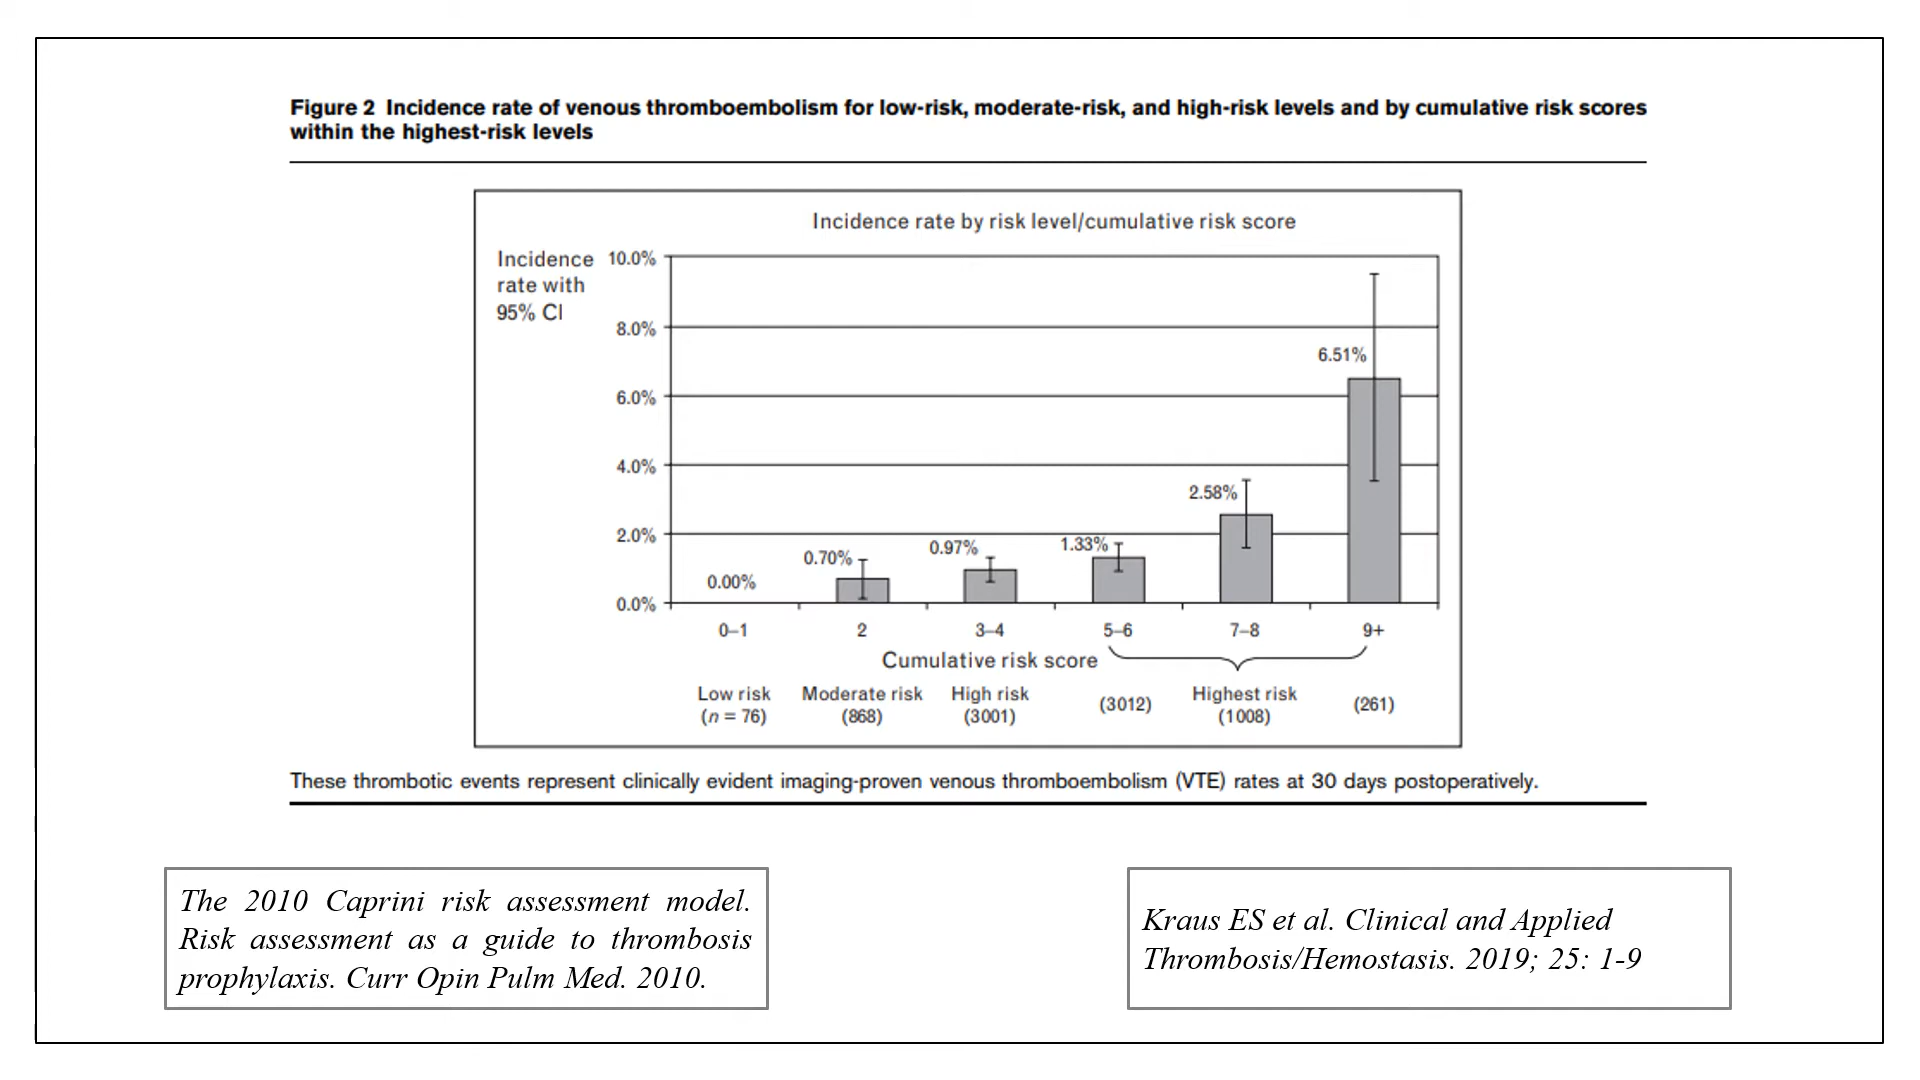 Figure 2 Incidence rate of venous thromboembolism for low-risk, moderate-risk, and high-risk levels and by cumulative risk scores
within the highest-risk levels
Incidence rate by risk level/cumulative risk score
Incidence
rate with
95% CI
10.0%
8.0%
6.0%
4.0%
2.0%
0.0%
0.00%
0.70%
0.97%
1.33%
2.58%
6.51%
0–1 2 3–4 5–6 7–8 9+
Cumulative risk score
Low risk Moderate risk High risk (3012) Highest risk (261)
(n = 76) (868) (3001) (1008)
These thrombotic events represent clinically evident imaging-proven venous thromboembolism (VTE) rates at 30 days postoperatively.
The 2010 Caprini risk assessment model.
Risk assessment as a guide to thrombosis
prophylaxis. Curr Opin Pulm Med. 2010.
Kraus ES et al. Clinical and Applied
Thrombosis/Hemostasis. 2019; 25: 1-9